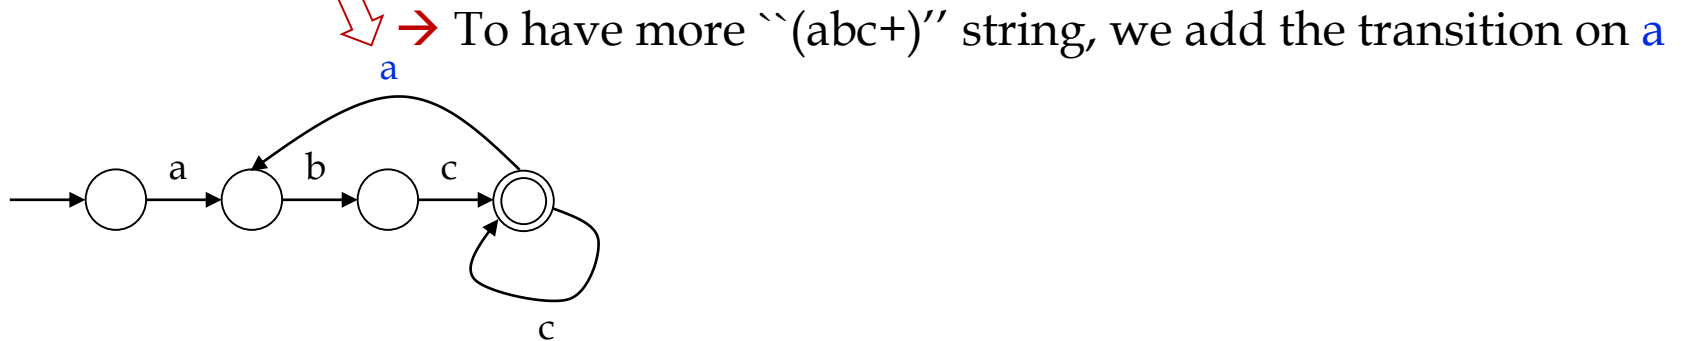 → To have more ``(abc+)’’ string, we add the transition on a
a
a b c
c